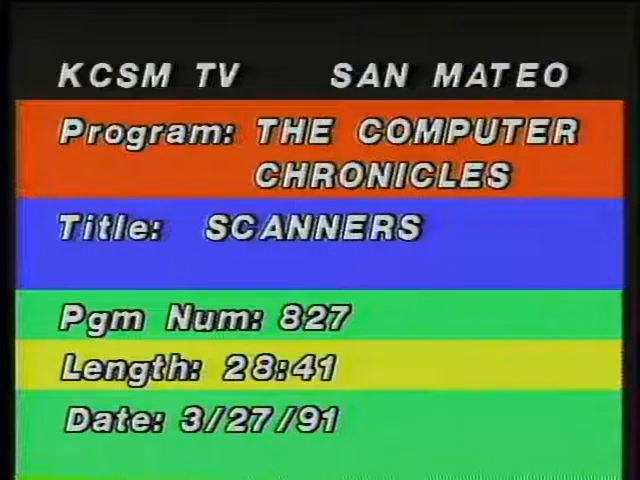 KCSM TV SAN MATEO
Program: THE COMPUTER
CHRONICLES
Title: SCANNERS
Pgm Num: 827
Length: 28:41
Date: 3/27/91